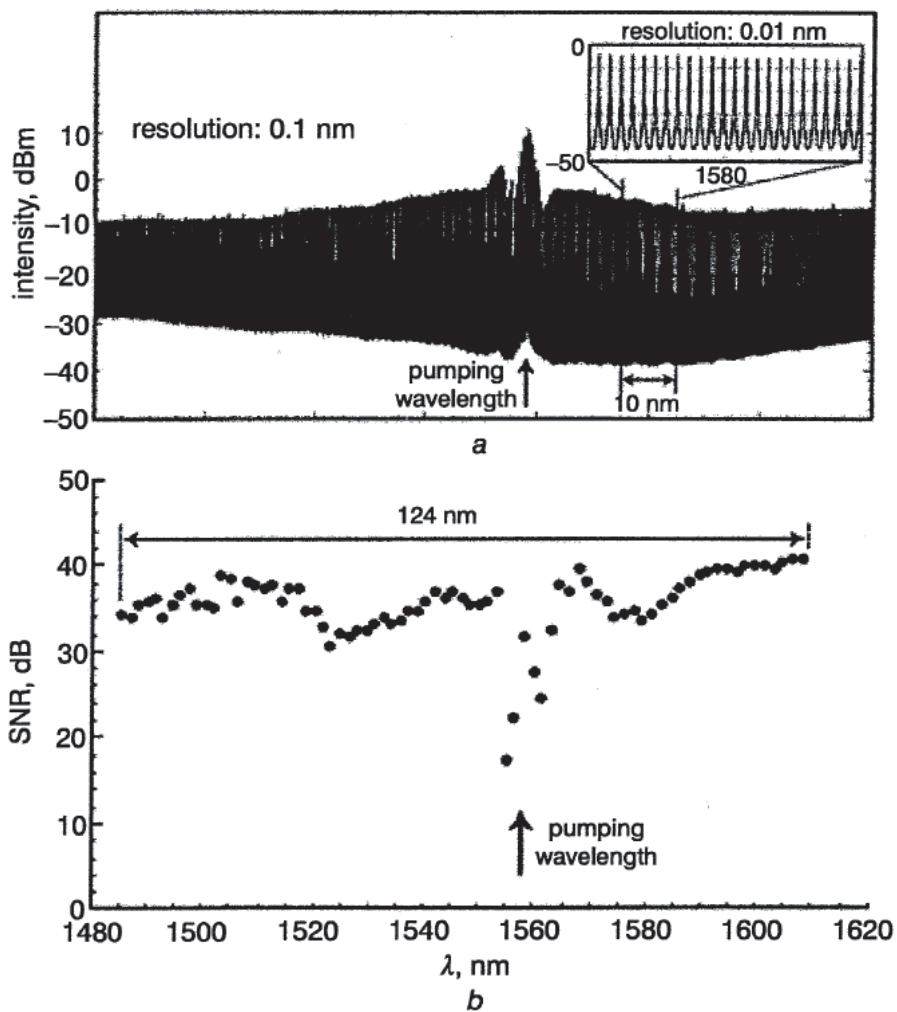 resolution: 0.01 nm
0
−50
1580
resolution: 0.1 nm
intensity, dBm
10
0
−10
−20
−30
−40
−50
pumping
wavelength
10 nm
a
SNR, dB
50
40
30
20
10
0
124 nm
pumping
wavelength
1480 1500 1520 1540 1560 1580 1600 1620
λ, nm
b